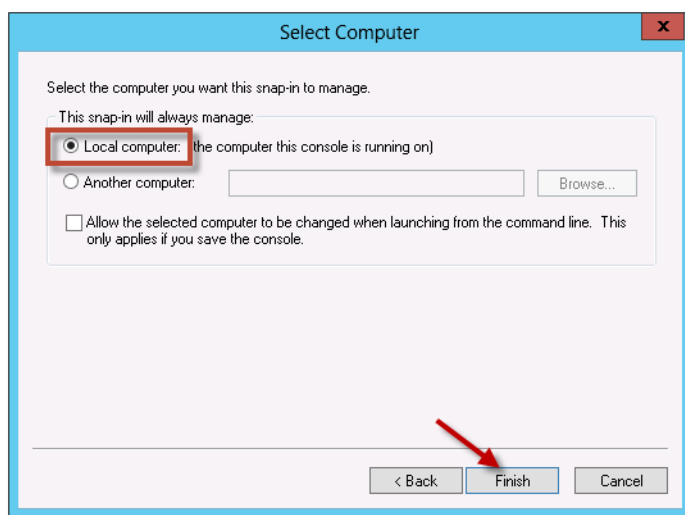 Select Computer
x
Select the computer you want this snap-in to manage.
This snap-in will always manage:
Local computer: (the computer this console is running on)
Another computer:
Browse...
Allow the selected computer to be changed when launching from the command line. This
only applies if you save the console.
< Back
Finish
Cancel